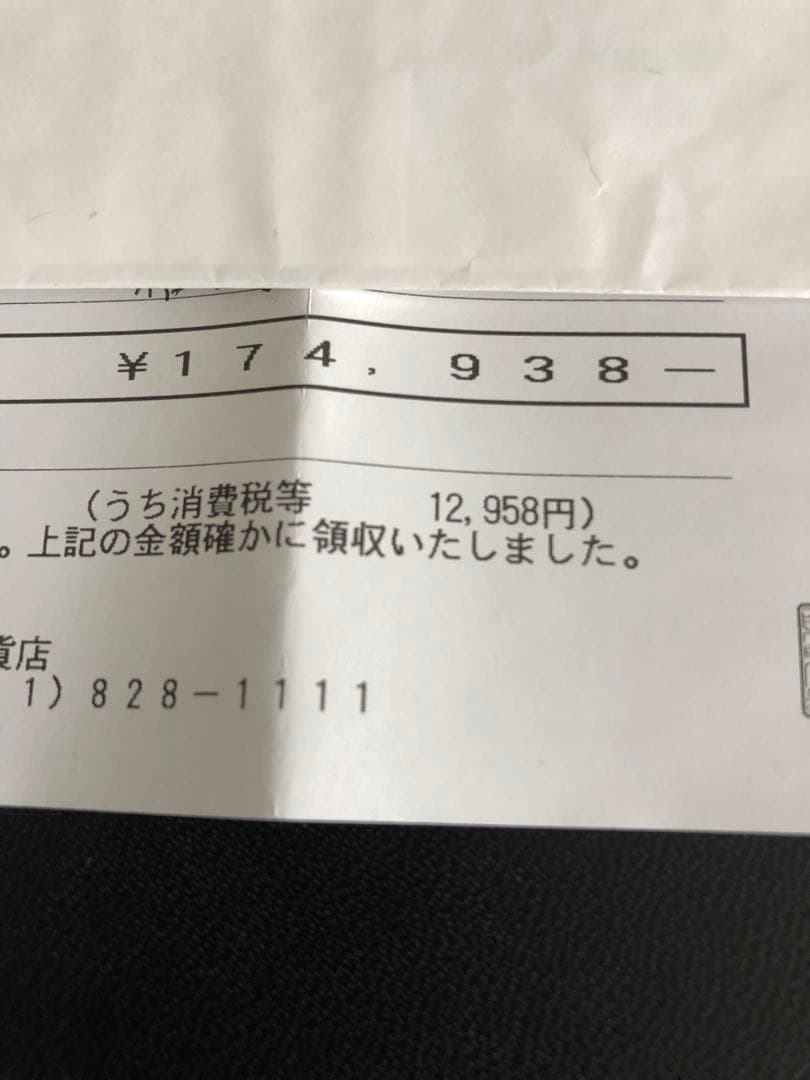 ¥174,938—
(うち消費税等 12,958円)
。上記の金額確かに領収いたしました。
貨店
1)828-1111